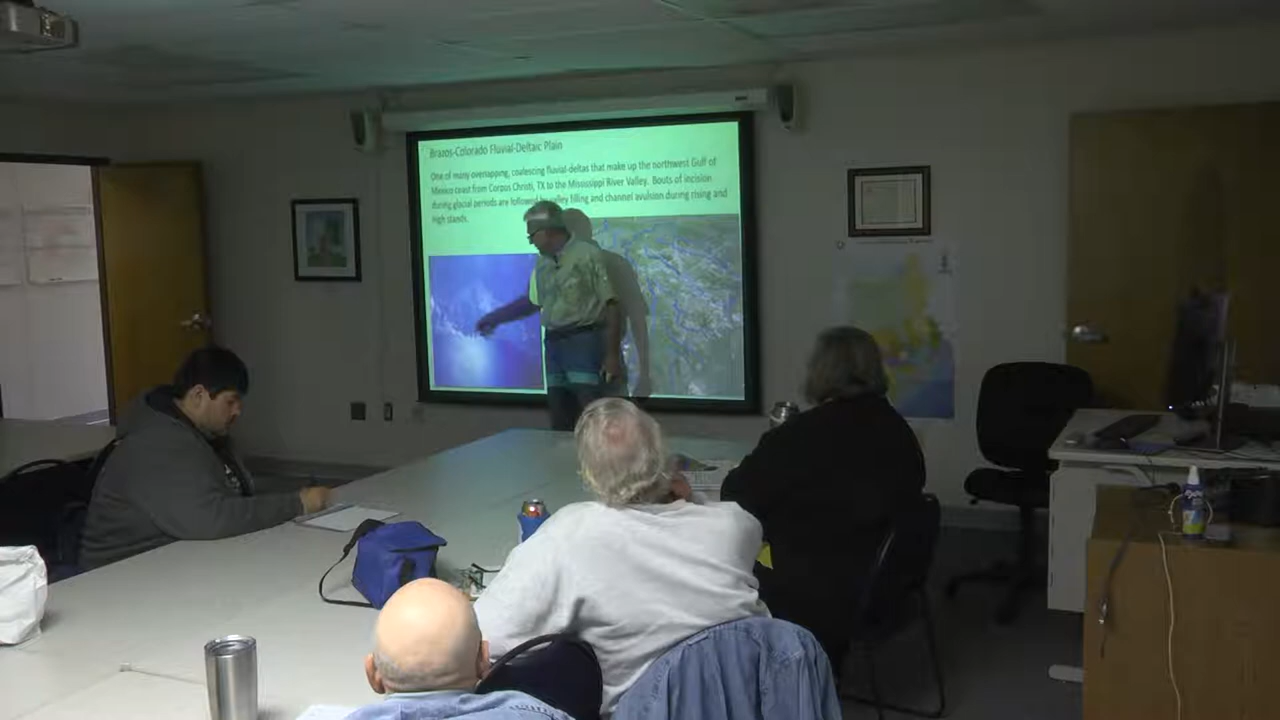 Brazos-Colorado Fluvial-Deltaic Plain
One of many overlapping, coalescing fluvial-deltas that make up the northwest Gulf of
Mexico coast from Corpus Christi, TX to the Mississippi River Valley. Bouts of incision
during glacial periods are followed by valley filling and channel avulsion during rising and
high stands.